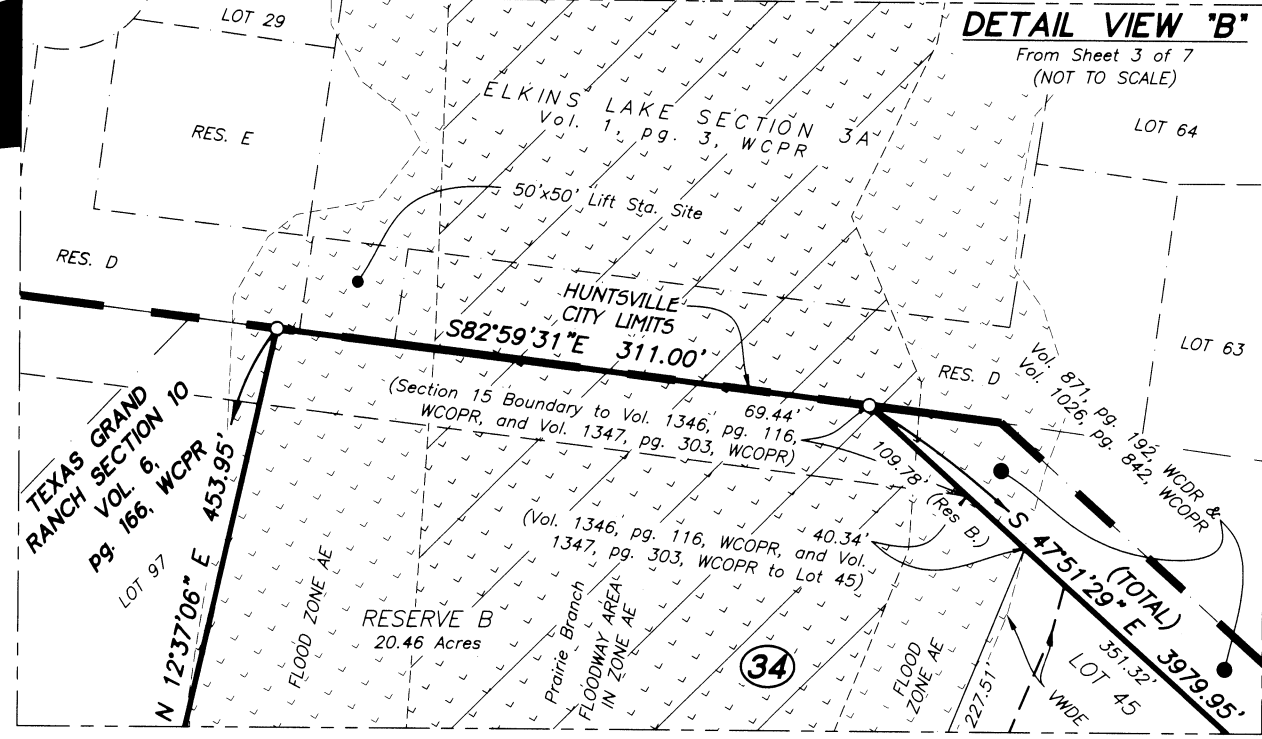 DETAIL VIEW "B"
From Sheet 3 of 7
(NOT TO SCALE)
LOT 29
RES. E
ELKINS LAKE SECTION 3A
Vol. 1, pg. 3, WCPR
LOT 64
50'x50' Lift Sta. Site
RES. D
HUNTSVILLE
CITY LIMITS
S82°59'31"E 311.00'
LOT 63
RES. D
Vol. 871, pg. 192, WCDR &
Vol. 1026, pg. 842, WCOPR
(Section 15 Boundary to Vol. 1346, pg. 116,
WCOPR, and Vol. 1347, pg. 303, WCOPR)
69.44'
109.78' (Res B.)
TEXAS GRAND
RANCH SECTION 10
VOL. 6,
pg. 166, WCPR
LOT 97
N 12°37'06" E 453.95'
(Vol. 1346, pg. 116, WCOPR, and Vol.
1347, pg. 303, WCOPR to Lot 45)
40.34'
S 47°51'29" E 3979.95'
(TOTAL)
FLOOD ZONE AE
RESERVE B
20.46 Acres
Prairie Branch
FLOODWAY AREA
IN ZONE AE
34
FLOOD
ZONE AE
227.51'
VWDE
351.32'
LOT 45